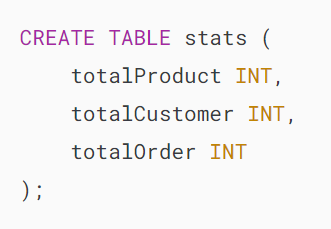 CREATE TABLE stats (
    totalProduct INT,
    totalCustomer INT,
    totalOrder INT
);